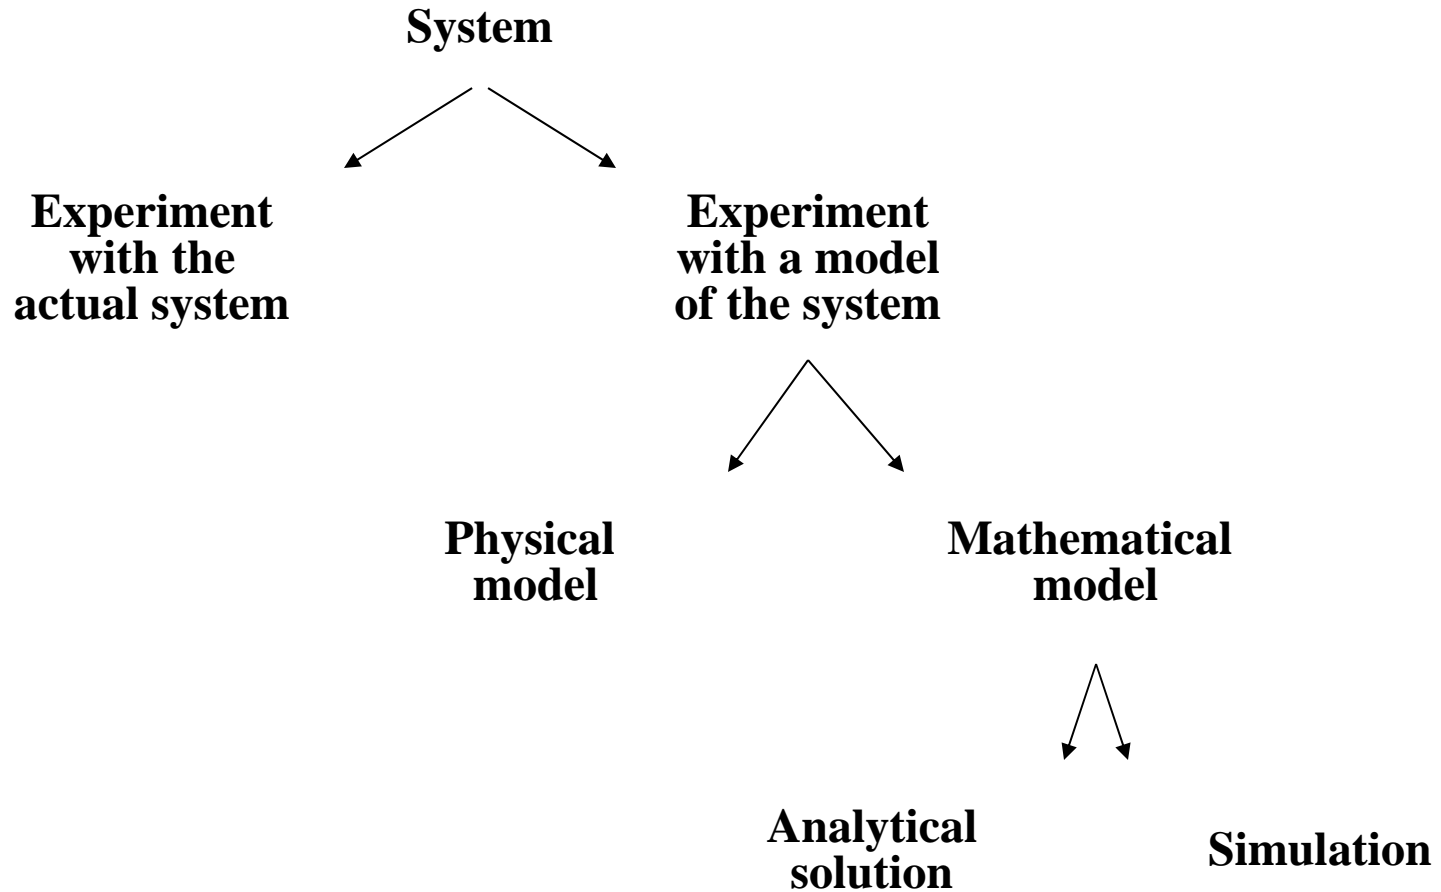 System
Experiment
with the
actual system
Experiment
with a model
of the system
Physical
model
Mathematical
model
Analytical
solution
Simulation